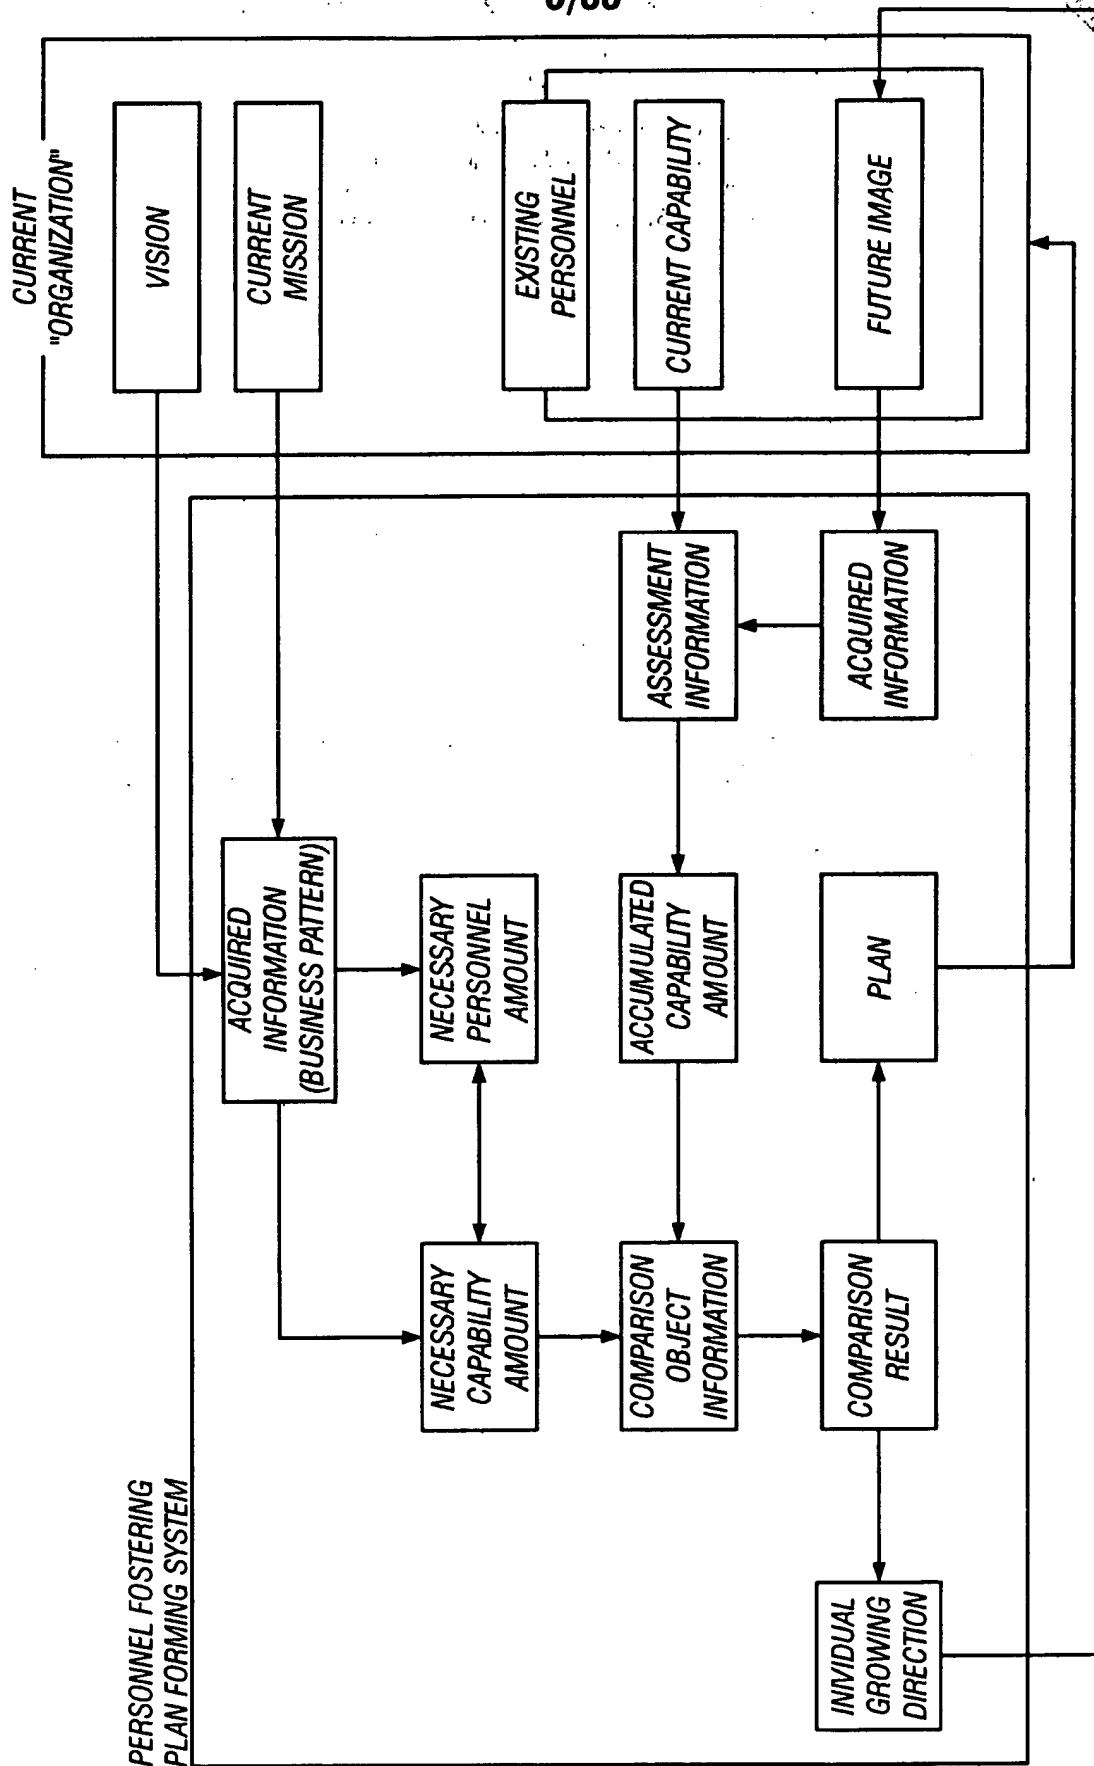 CURRENT
"ORGANIZATION"
VISION
CURRENT
MISSION
PERSONNEL FOSTERING
PLAN FORMING SYSTEM
ACQUIRED
INFORMATION
(BUSINESS PATTERN)
NECESSARY
CAPABILITY
AMOUNT
NECESSARY
PERSONNEL
AMOUNT
EXISTING
PERSONNEL
COMPARISON
OBJECT
INFORMATION
ACCUMULATED
CAPABILITY
AMOUNT
ASSESSMENT
INFORMATION
CURRENT CAPABILITY
INIVIDUAL
GROWING
DIRECTION
COMPARISON
RESULT
PLAN
ACQUIRED
INFORMATION
FUTURE IMAGE